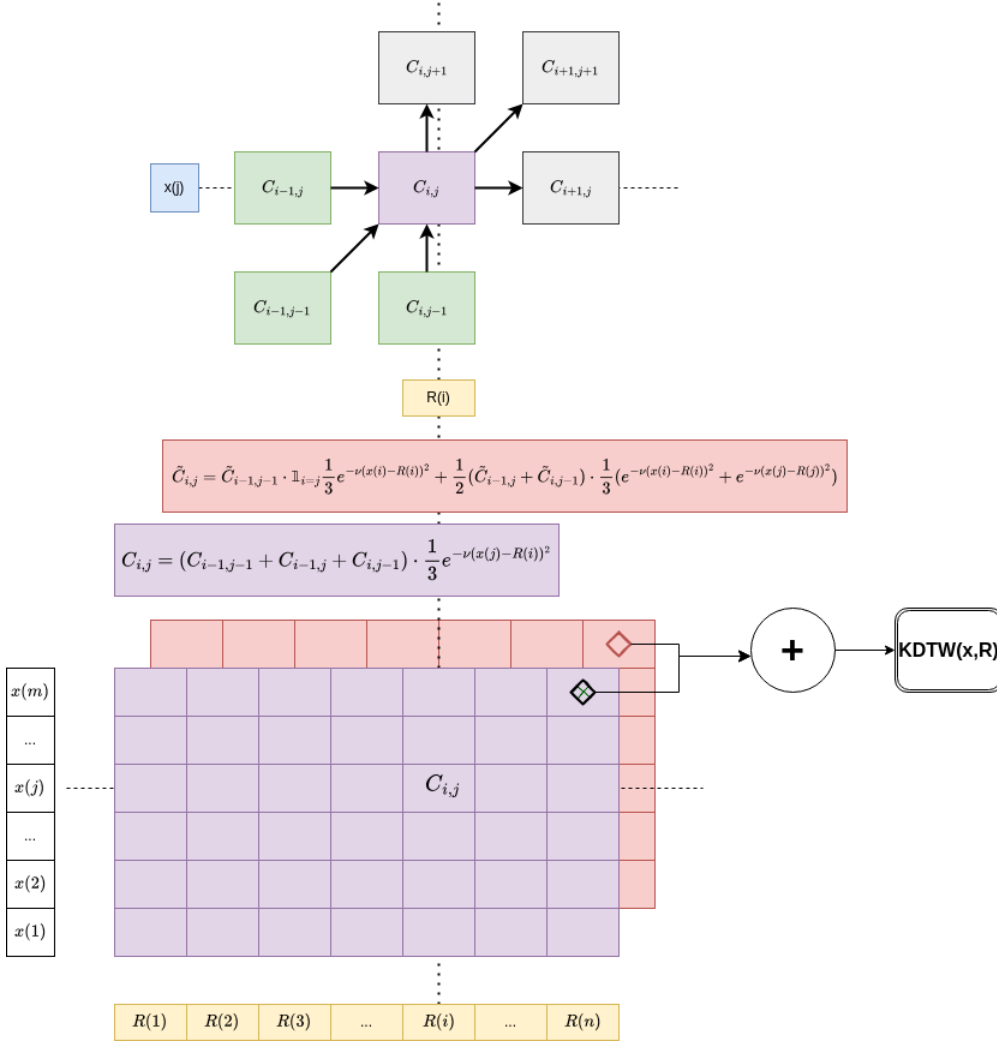 C_{i,j+1} C_{i+1,j+1}
x(j) C_{i-1,j} C_{i,j} C_{i+1,j}
C_{i-1,j-1} C_{i,j-1}
R(i)
\tilde{C}_{i,j} = \tilde{C}_{i-1,j-1} \cdot \mathbb{1}_{i=j} \frac{1}{3} e^{-\nu(x(i)-R(i))^2} + \frac{1}{2}(\tilde{C}_{i-1,j} + \tilde{C}_{i,j-1}) \cdot \frac{1}{3}(e^{-\nu(x(i)-R(i))^2} + e^{-\nu(x(j)-R(j))^2})
C_{i,j} = (C_{i-1,j-1} + C_{i-1,j} + C_{i,j-1}) \cdot \frac{1}{3} e^{-\nu(x(j)-R(i))^2}
+ KDTW(x,R)
x(m)
...
x(j) C_{i,j}
...
x(2)
x(1)
R(1) R(2) R(3) ... R(i) ... R(n)